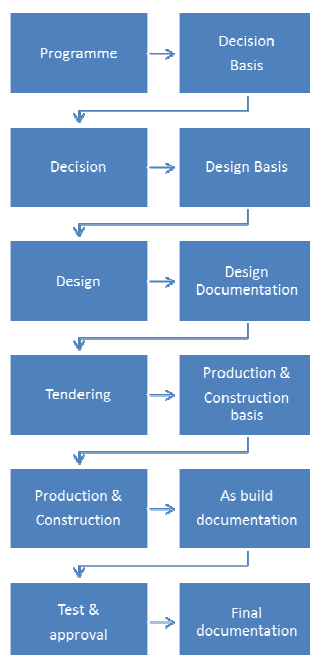 Programme
Decision
Basis
Decision
Design Basis
Design
Design
Documentation
Tendering
Production &
Construction
basis
Production &
Construction
As build
documentation
Test &
approval
Final
documentation